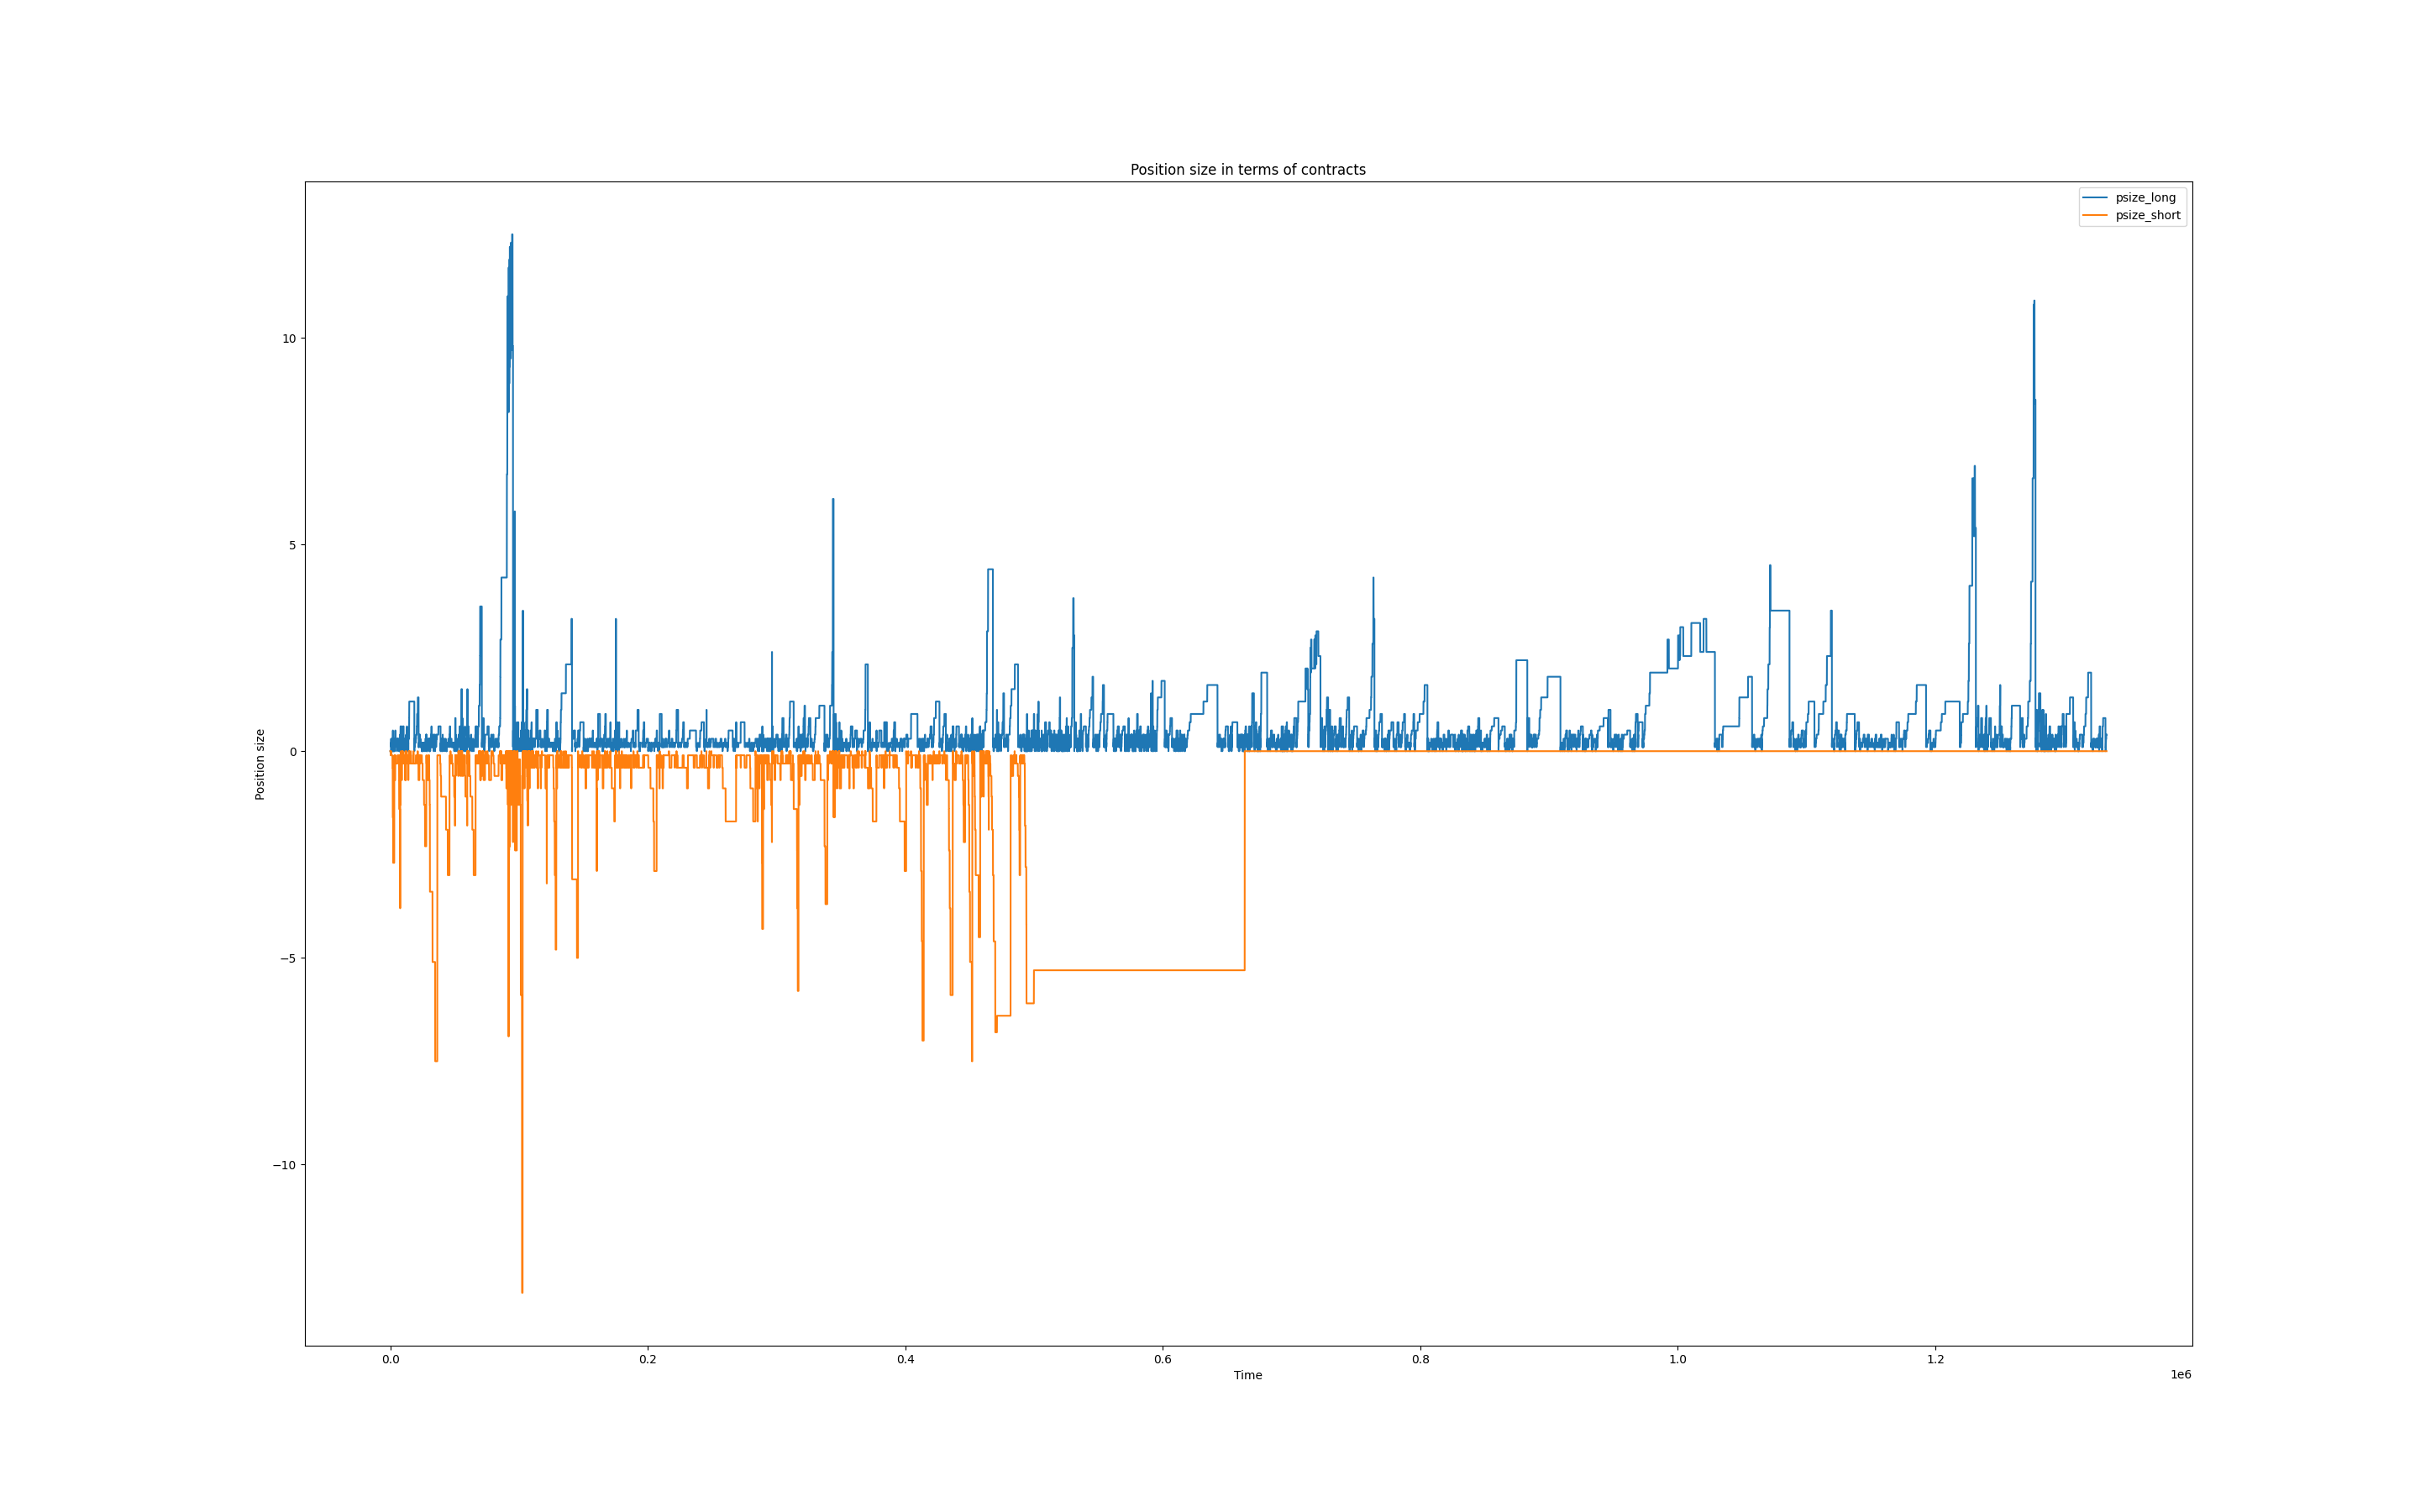 Position size in terms of contracts
psize_long
psize_short
10
5
0
−5
−10
Position size
0.0
0.2
0.4
0.6
0.8
1.0
1.2
1e6
Time